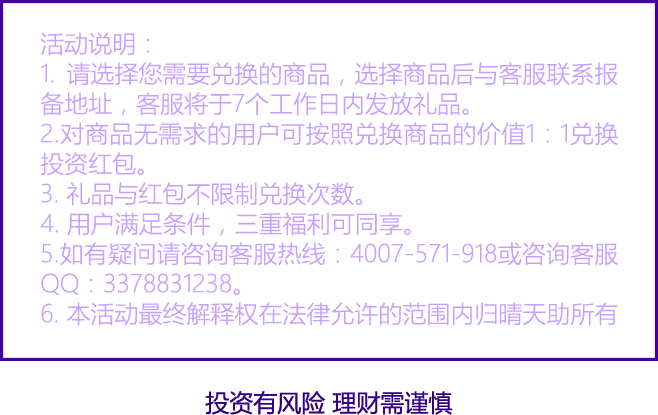 活动说明：
1. 请选择您需要兑换的商品，选择商品后与客服联系报
备地址，客服将于7个工作日内发放礼品。
2.对商品无需求的用户可按照兑换商品的价值1：1兑换
投资红包。
3. 礼品与红包不限制兑换次数。
4. 用户满足条件，三重福利可同享。
5.如有疑问请咨询客服热线：4007-571-918或咨询客服
QQ：3378831238。
6. 本活动最终解释权在法律允许的范围内归晴天助所有
投资有风险 理财需谨慎